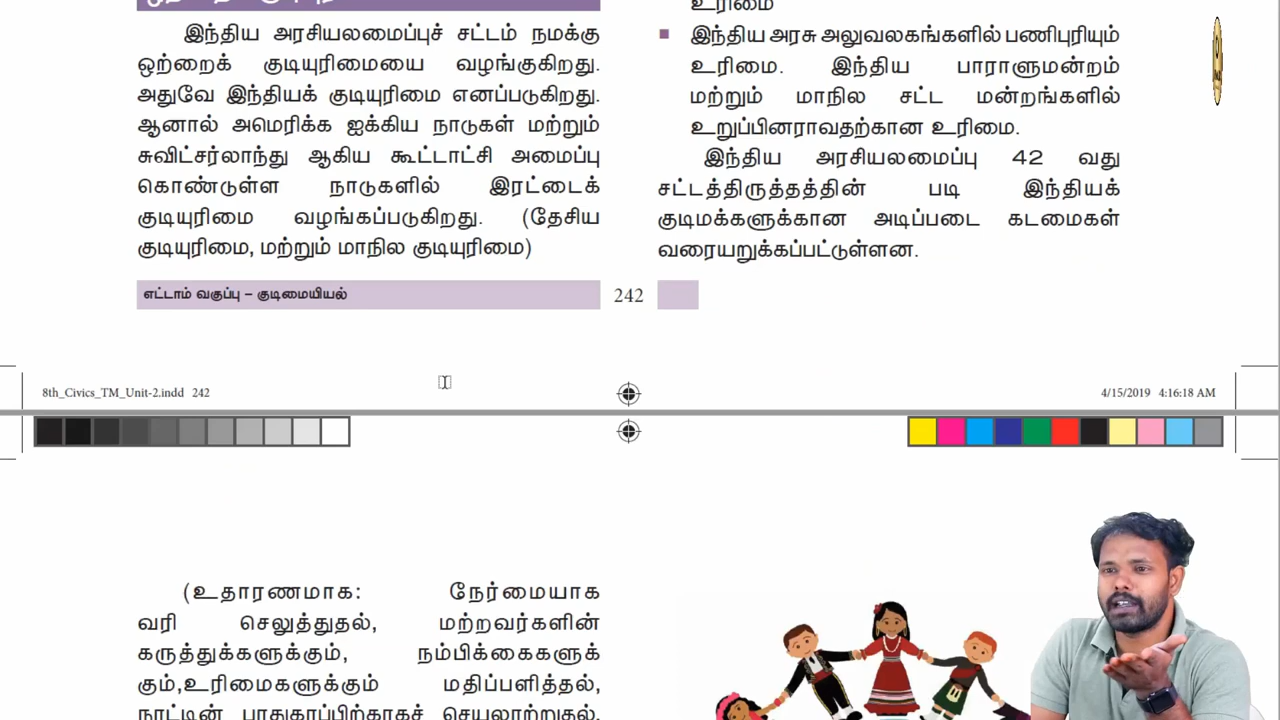 இந்திய அரசியலமைப்புச் சட்டம் நமக்கு
ஒற்றைக் குடியுரிமையை வழங்குகிறது.
அதுவே இந்தியக் குடியுரிமை எனப்படுகிறது.
ஆனால் அமெரிக்க ஐக்கிய நாடுகள் மற்றும்
சுவிட்சர்லாந்து ஆகிய கூட்டாட்சி அமைப்பு
கொண்டுள்ள நாடுகளில் இரட்டைக்
குடியுரிமை வழங்கப்படுகிறது. (தேசிய
குடியுரிமை, மற்றும் மாநில குடியுரிமை)
உரிமை
■ இந்திய அரசு அலுவலகங்களில் பணிபுரியும்
உரிமை. இந்திய பாராளுமன்றம்
மற்றும் மாநில சட்ட மன்றங்களில்
உறுப்பினராவதற்கான உரிமை.
இந்திய அரசியலமைப்பு 42 வது
சட்டத்திருத்தத்தின் படி இந்தியக்
குடிமக்களுக்கான அடிப்படை கடமைகள்
வரையறுக்கப்பட்டுள்ளன.
எட்டாம் வகுப்பு – குடிமையியல்
242
8th_Civics_TM_Unit-2.indd 242
4/15/2019 4:16:18 AM
(உதாரணமாக: நேர்மையாக
வரி செலுத்துதல், மற்றவர்களின்
கருத்துக்களுக்கும், நம்பிக்கைகளுக்
கும்,உரிமைகளுக்கும் மதிப்பளித்தல்,
நாட்டின் பாதுகாப்பிற்காகச் செயலாற்றுதல்,